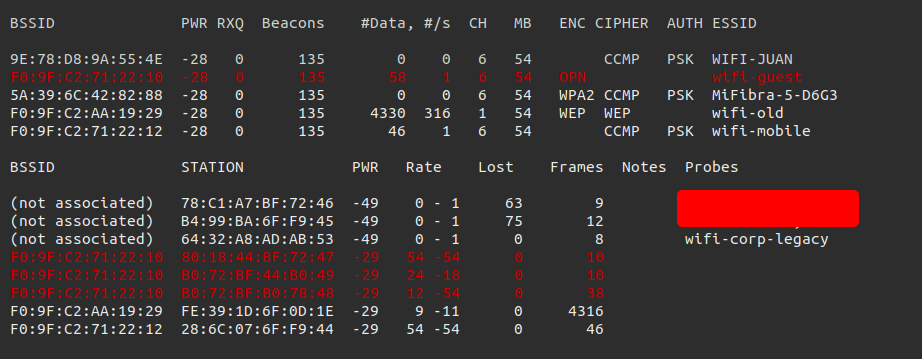 BSSID PWR RXQ Beacons #Data, #/s CH MB ENC CIPHER AUTH ESSID
9E:78:D8:9A:55:4E -28 0 135 0 0 6 54 CCMP PSK WIFI-JUAN
F0:9F:C2:71:22:10 -28 0 135 58 1 6 54 OPN wifi-guest
5A:39:6C:42:82:88 -28 0 135 0 0 6 54 WPA2 CCMP PSK MiFibra-5-D6G3
F0:9F:C2:AA:19:29 -28 0 135 4330 316 1 54 WEP WEP wifi-old
F0:9F:C2:71:22:12 -28 0 135 46 1 6 54 CCMP PSK wifi-mobile
BSSID STATION PWR Rate Lost Frames Notes Probes
(not associated) 78:C1:A7:BF:72:46 -49 0 - 1 63 9
(not associated) B4:99:BA:6F:F9:45 -49 0 - 1 75 12
(not associated) 64:32:A8:AD:AB:53 -49 0 - 1 0 8 wifi-corp-legacy
F0:9F:C2:71:22:10 80:18:44:BF:72:47 -29 54 -54 0 10
F0:9F:C2:71:22:10 B0:72:BF:44:B0:49 -29 24 -18 0 10
F0:9F:C2:71:22:10 B0:72:BF:B0:78:48 -29 12 -54 0 38
F0:9F:C2:AA:19:29 FE:39:1D:6F:0D:1E -29 9 -11 0 4316
F0:9F:C2:71:22:12 28:6C:07:6F:F9:44 -29 54 -54 0 46